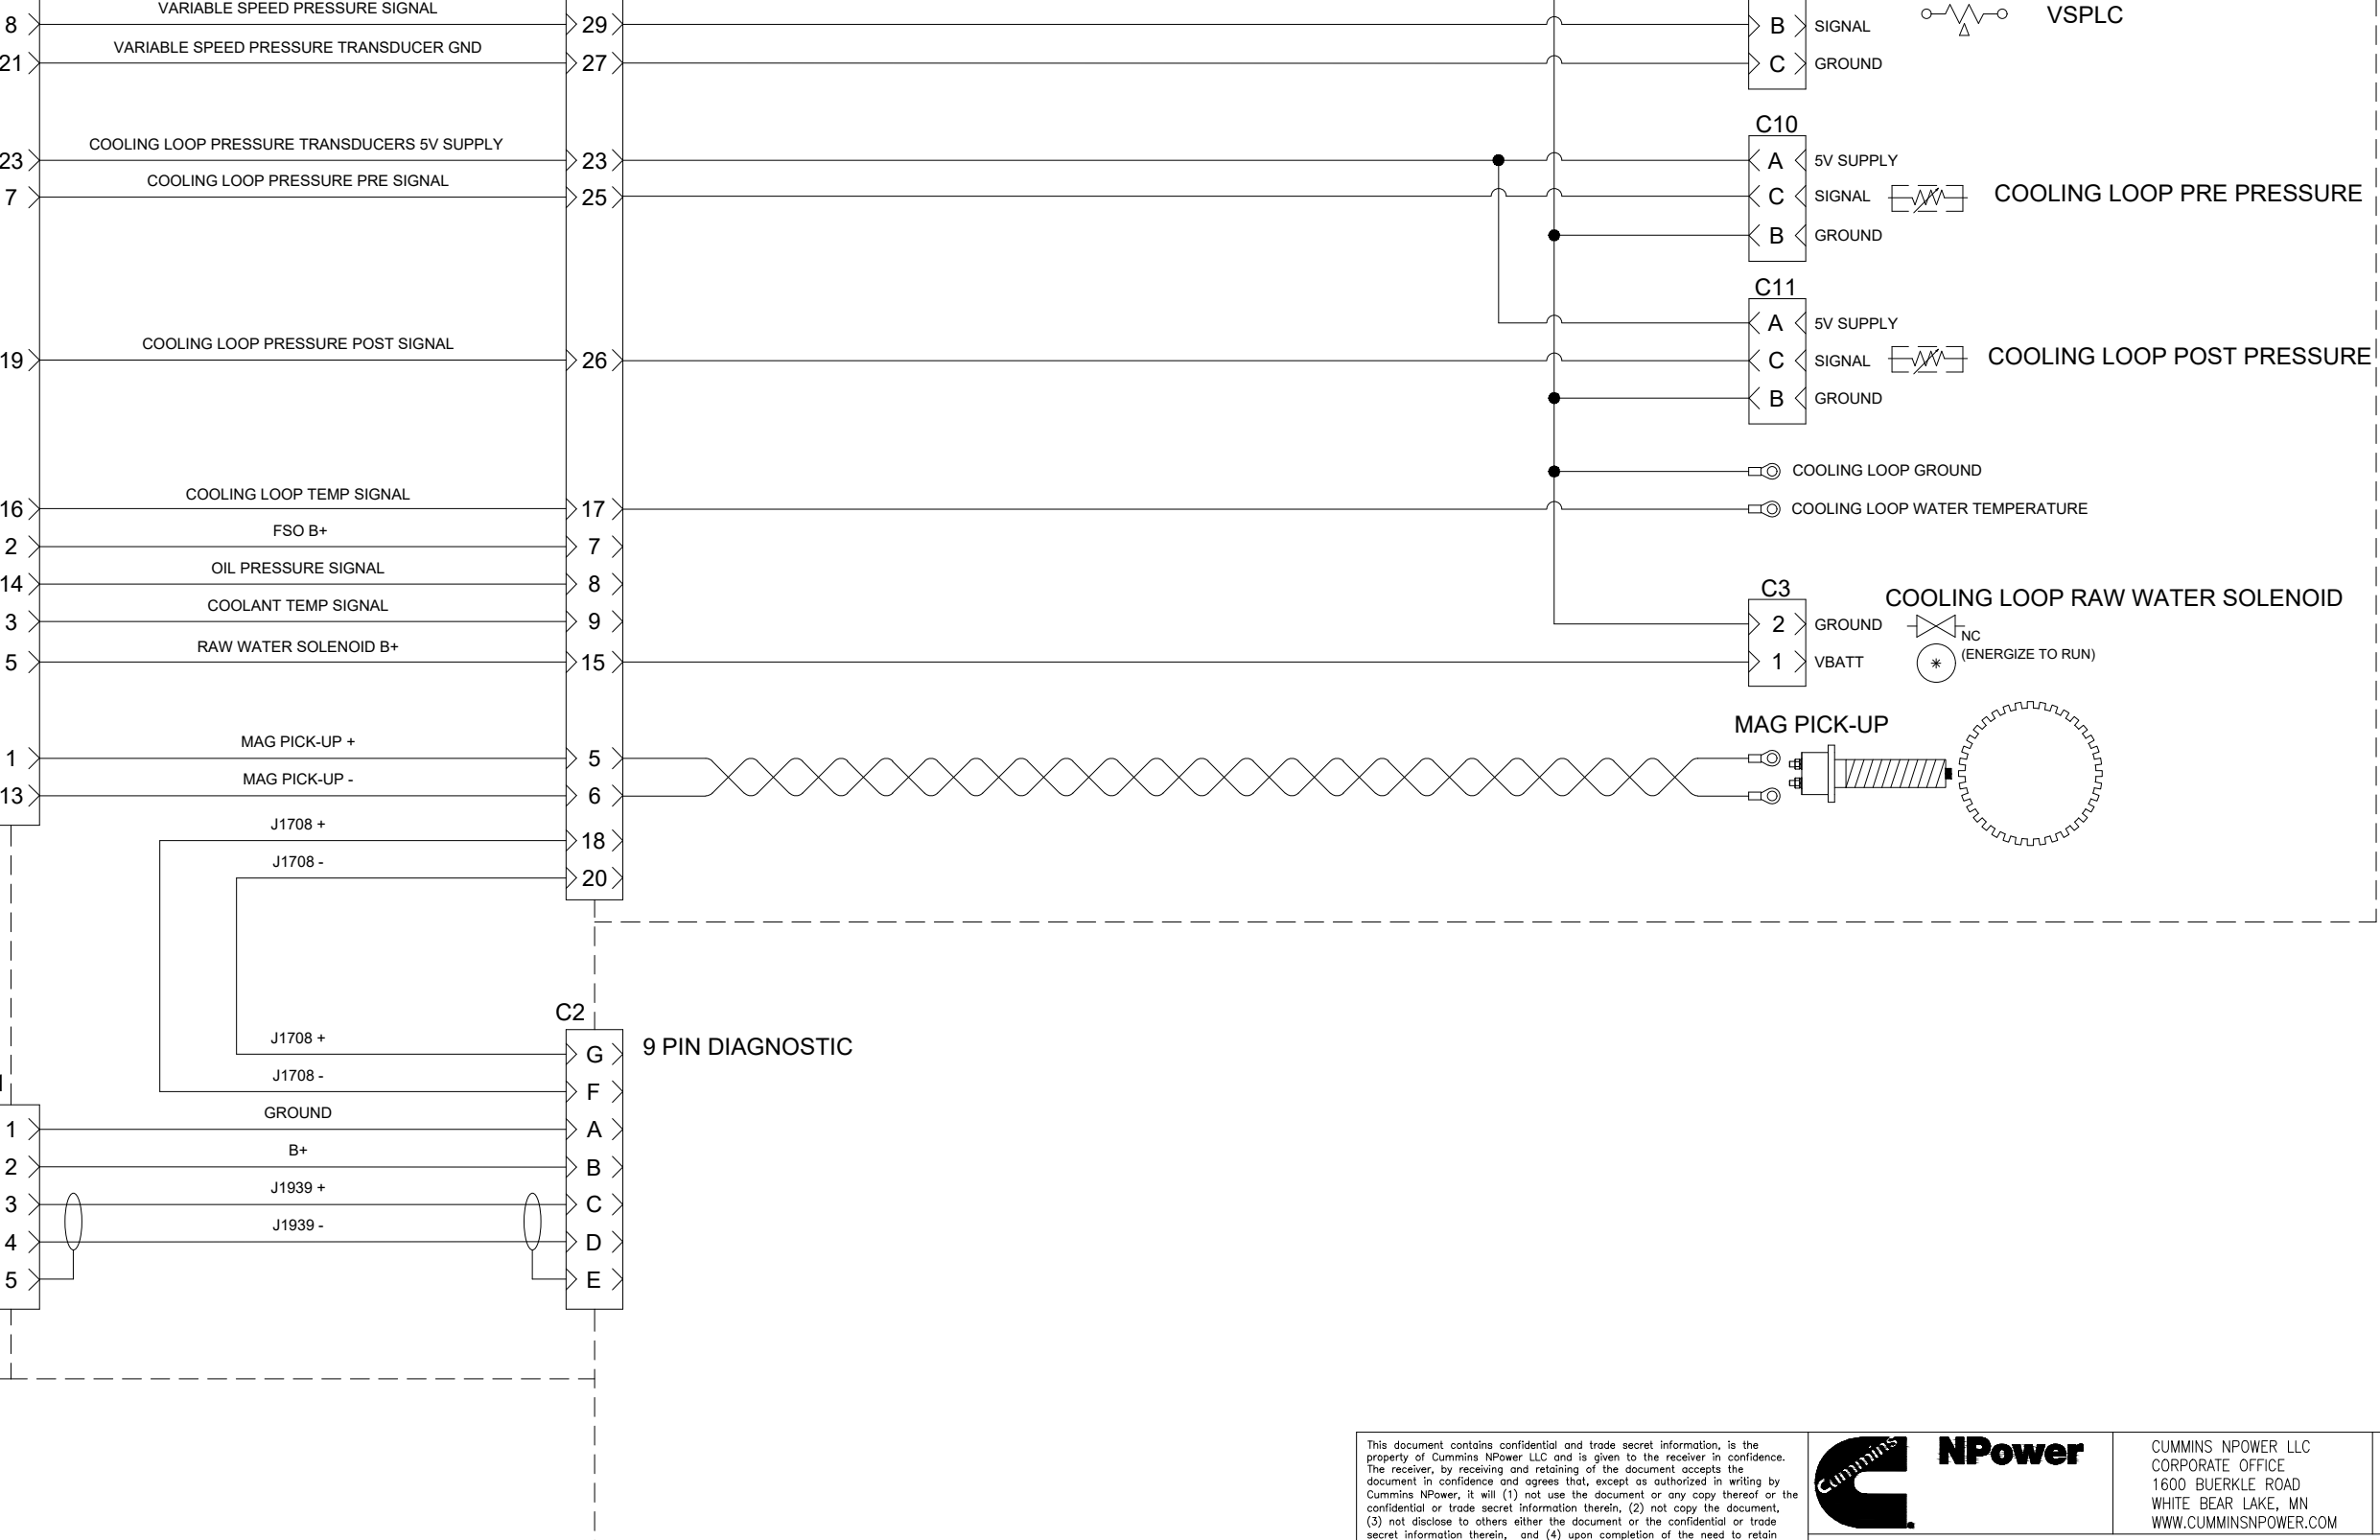 VARIABLE SPEED PRESSURE SIGNAL
8
29
B
SIGNAL
VSPLC
VARIABLE SPEED PRESSURE TRANSDUCER GND
21
27
C
GROUND
C10
COOLING LOOP PRESSURE TRANSDUCERS 5V SUPPLY
23
23
A
5V SUPPLY
COOLING LOOP PRESSURE PRE SIGNAL
7
25
C
SIGNAL
COOLING LOOP PRE PRESSURE
B
GROUND
C11
A
5V SUPPLY
COOLING LOOP PRESSURE POST SIGNAL
19
26
C
SIGNAL
COOLING LOOP POST PRESSURE
B
GROUND
COOLING LOOP GROUND
COOLING LOOP TEMP SIGNAL
16
17
COOLING LOOP WATER TEMPERATURE
FSO B+
2
7
OIL PRESSURE SIGNAL
14
8
C3
COOLING LOOP RAW WATER SOLENOID
COOLANT TEMP SIGNAL
3
9
2
GROUND
NC
RAW WATER SOLENOID B+
5
15
1
VBATT
(ENERGIZE TO RUN)
MAG PICK-UP
MAG PICK-UP +
1
5
MAG PICK-UP -
13
6
J1708 +
18
J1708 -
20
C2
J1708 +
G
9 PIN DIAGNOSTIC
J1708 -
F
GROUND
1
A
B+
2
B
J1939 +
3
C
J1939 -
4
D
5
E
This document contains confidential and trade secret information, is the
property of Cummins NPower LLC and is given to the receiver in confidence.
The receiver, by receiving and retaining of the document accepts the
document in confidence and agrees that, except as authorized in writing by
Cummins NPower, it will (1) not use the document or any copy thereof or the
confidential or trade secret information therein, (2) not copy the document,
(3) not disclose to others either the document or the confidential or trade
secret information therein, and (4) upon completion of the need to retain
Cummins
NPower
CUMMINS NPOWER LLC
CORPORATE OFFICE
1600 BUERKLE ROAD
WHITE BEAR LAKE, MN
WWW.CUMMINSNPOWER.COM